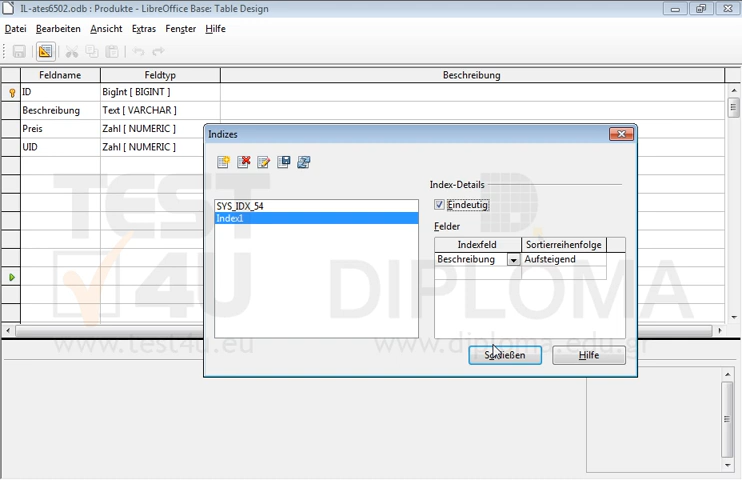 IL-ates6502.odb : Produkte - LibreOffice Base: Table Design
Datei Bearbeiten Ansicht Extras Fenster Hilfe
Feldname Feldtyp Beschreibung
ID BigInt [ BIGINT ]
Beschreibung Text [ VARCHAR ]
Preis Zahl [ NUMERIC ]
UID Zahl [ NUMERIC ]
Indizes
Index-Details
SYS_IDX_54
Index1
Eindeutig
Felder
Indexfeld Sortierreihenfolge
Beschreibung Aufsteigend
Schließen Hilfe
TEST
4U
www.test4u.eu
D
DIPLOMA
www.diploma.edu.gr